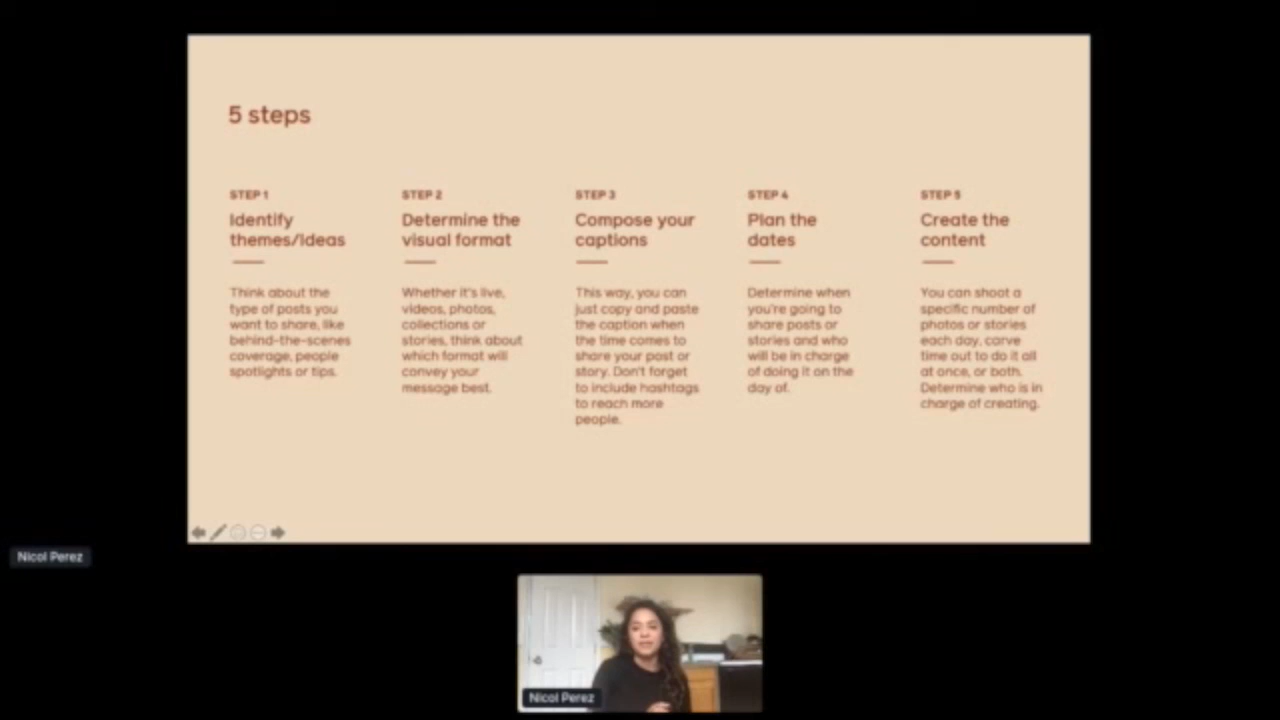 5 steps
STEP 1
Identify
themes/ideas
Think about the
type of posts you
want to share, like
behind-the-scenes
coverage, people
spotlights or tips.
STEP 2
Determine the
visual format
Whether it's live,
videos, photos,
collections or
stories, think about
which format will
convey your
message best.
STEP 3
Compose your
captions
This way, you can
just copy and paste
the caption when
the time comes to
share your post or
story. Don't forget
to include hashtags
to reach more
people.
STEP 4
Plan the
dates
Determine when
you're going to
share posts or
stories and who
will be in charge
of doing it on the
day of.
STEP 5
Create the
content
You can shoot a
specific number of
photos or stories
each day, carve
time out to do it all
at once, or both.
Determine who is in
charge of creating.
Nicol Perez
Nicol Perez